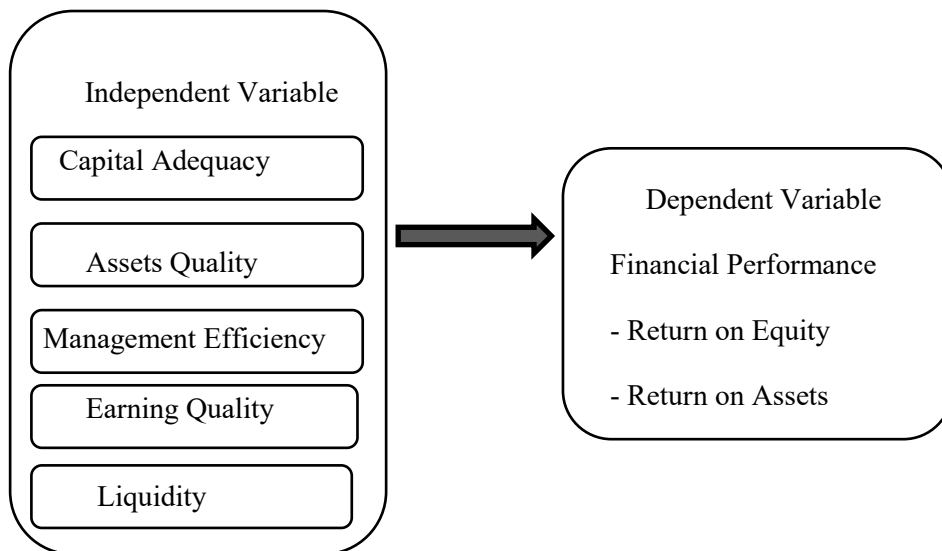 Independent Variable
Capital Adequacy
Assets Quality
Management Efficiency
Earning Quality
Liquidity
Dependent Variable
Financial Performance
- Return on Equity
- Return on Assets